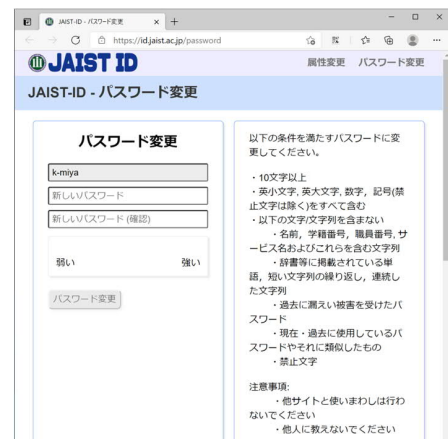 JAIST-ID - パスワード変更
https://id.jaist.ac.jp/password
JAIST ID
属性変更 パスワード変更
JAIST-ID - パスワード変更
パスワード変更
k-miya
新しいパスワード
新しいパスワード (確認)
弱い 強い
パスワード変更
以下の条件を満たすパスワードに変
更してください。
・10文字以上
・英小文字, 英大文字, 数字, 記号(禁
止文字は除く)をすべて含む
・以下の文字/文字列を含まない
・名前, 学籍番号, 職員番号, サ
ービス名およびこれらを含む文字列
・辞書等に掲載されている単
語, 短い文字列の繰り返し, 連続し
た文字列
・過去に漏えい被害を受けたパ
スワード
・現在・過去に使用しているパ
スワードやそれに類似したもの
・禁止文字
注意事項:
・他サイトと使いまわしは行わ
ないでください
・他人に教えないでください